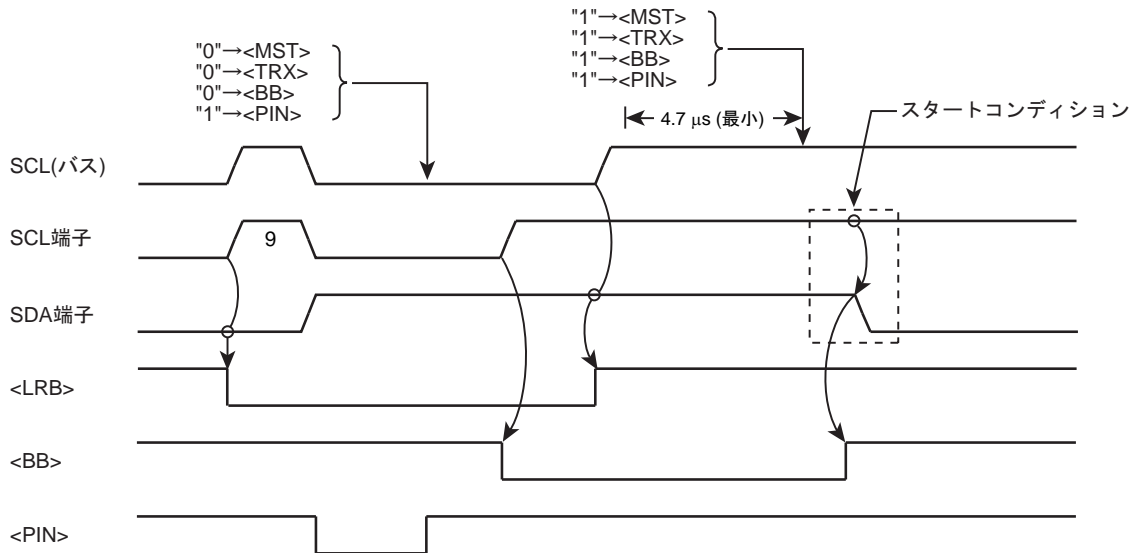 "0"→<MST>
"0"→<TRX>
"0"→<BB>
"1"→<PIN>
"1"→<MST>
"1"→<TRX>
"1"→<BB>
"1"→<PIN>
4.7 μs (最小)
スタートコンディション
SCL(バス)
SCL端子
9
SDA端子
<LRB>
<BB>
<PIN>